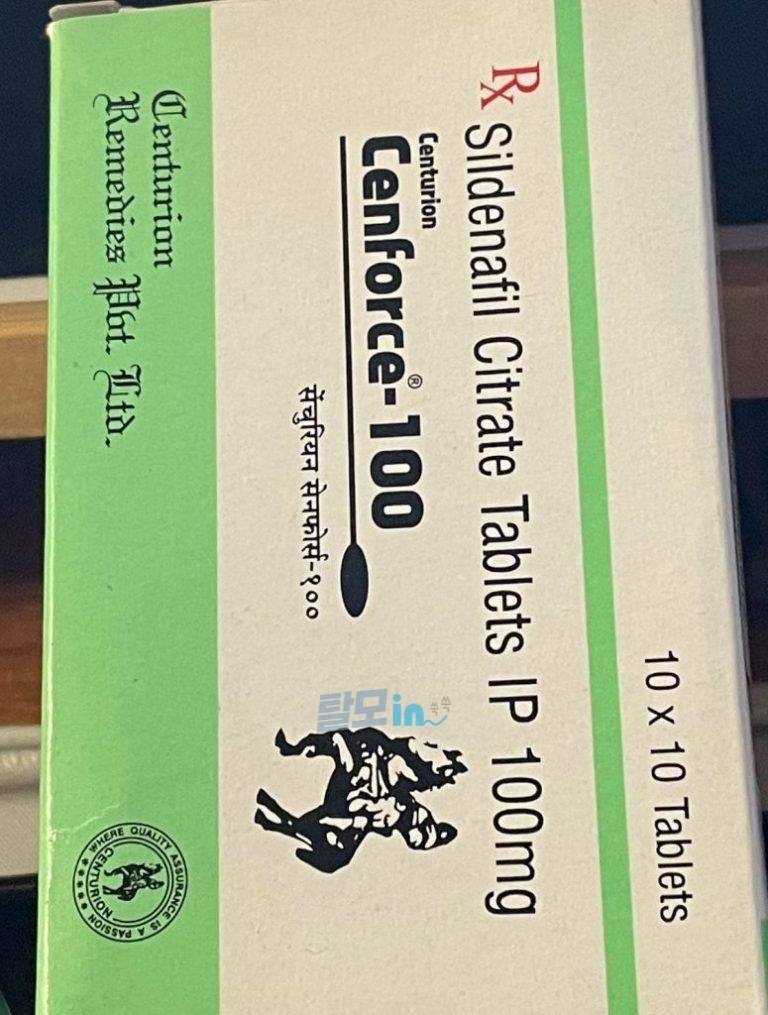 10 x 10 Tablets
Rx Sildenafil Citrate Tablets IP 100mg
Centurion
Cenforce®-100
सेंचुरियन सेनफोर्स-१००
탈모in
Centurion
Remedies Pvt. Ltd.
WHERE QUALITY ASSURANCE IS A PASSION
CENTURION